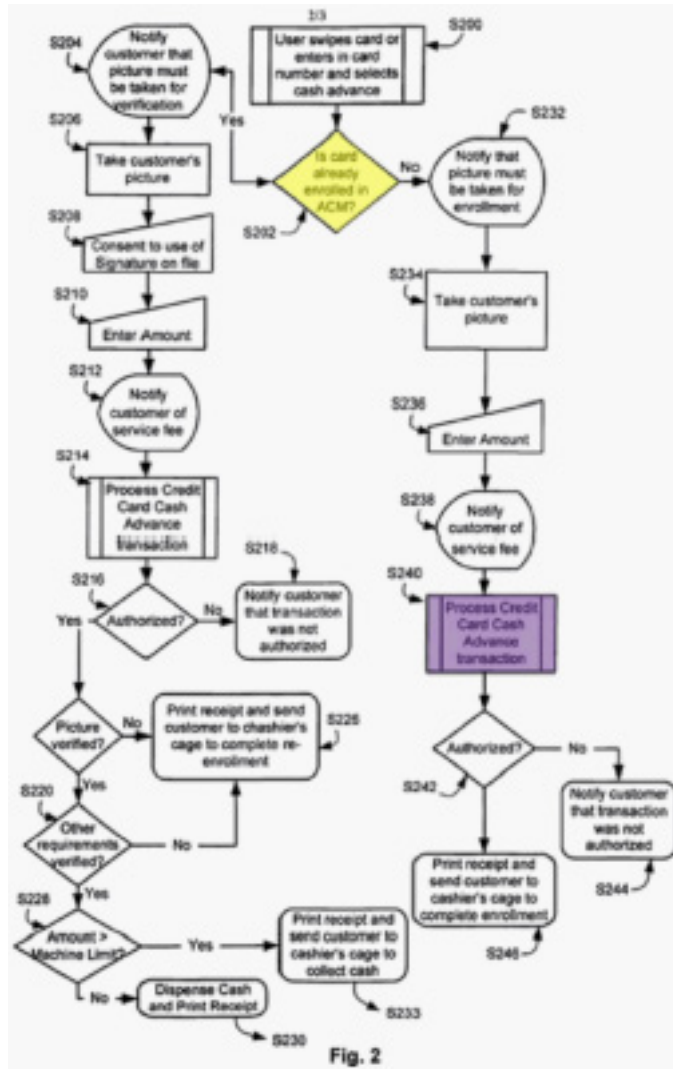 2/3
S200
User swipes card or
enters in card
number and selects
cash advance
S204
Notify
customer that
picture must
be taken for
verification
Yes
Is card
already
enrolled in
ACM?
No
S202
S232
Notify that
picture must
be taken for
enrollment
S206
Take customer's
picture
S208
Consent to use of
Signature on file
S210
Enter Amount
S212
Notify
customer of
service fee
S214
Process Credit
Card Cash
Advance
transaction
S216
Authorized?
No
Yes
S218
Notify customer
that transaction
was not
authorized
Picture
verified?
No
Yes
Print receipt and send
customer to chashier's
cage to complete re-
enrollment
S226
S220
Other
requirements
verified?
No
Yes
S228
Amount >
Machine Limit?
Yes
No
Print receipt and
send customer to
cashier's cage to
collect cash
S233
Dispense Cash
and Print Receipt
S230
S234
Take customer's
picture
S236
Enter Amount
S238
Notify
customer of
service fee
S240
Process Credit
Card Cash
Advance
transaction
Authorized?
No
S242
Notify customer
that transaction
was not
authorized
S244
Print receipt and
send customer to
cashier's cage to
complete enrollment
S246
Fig. 2